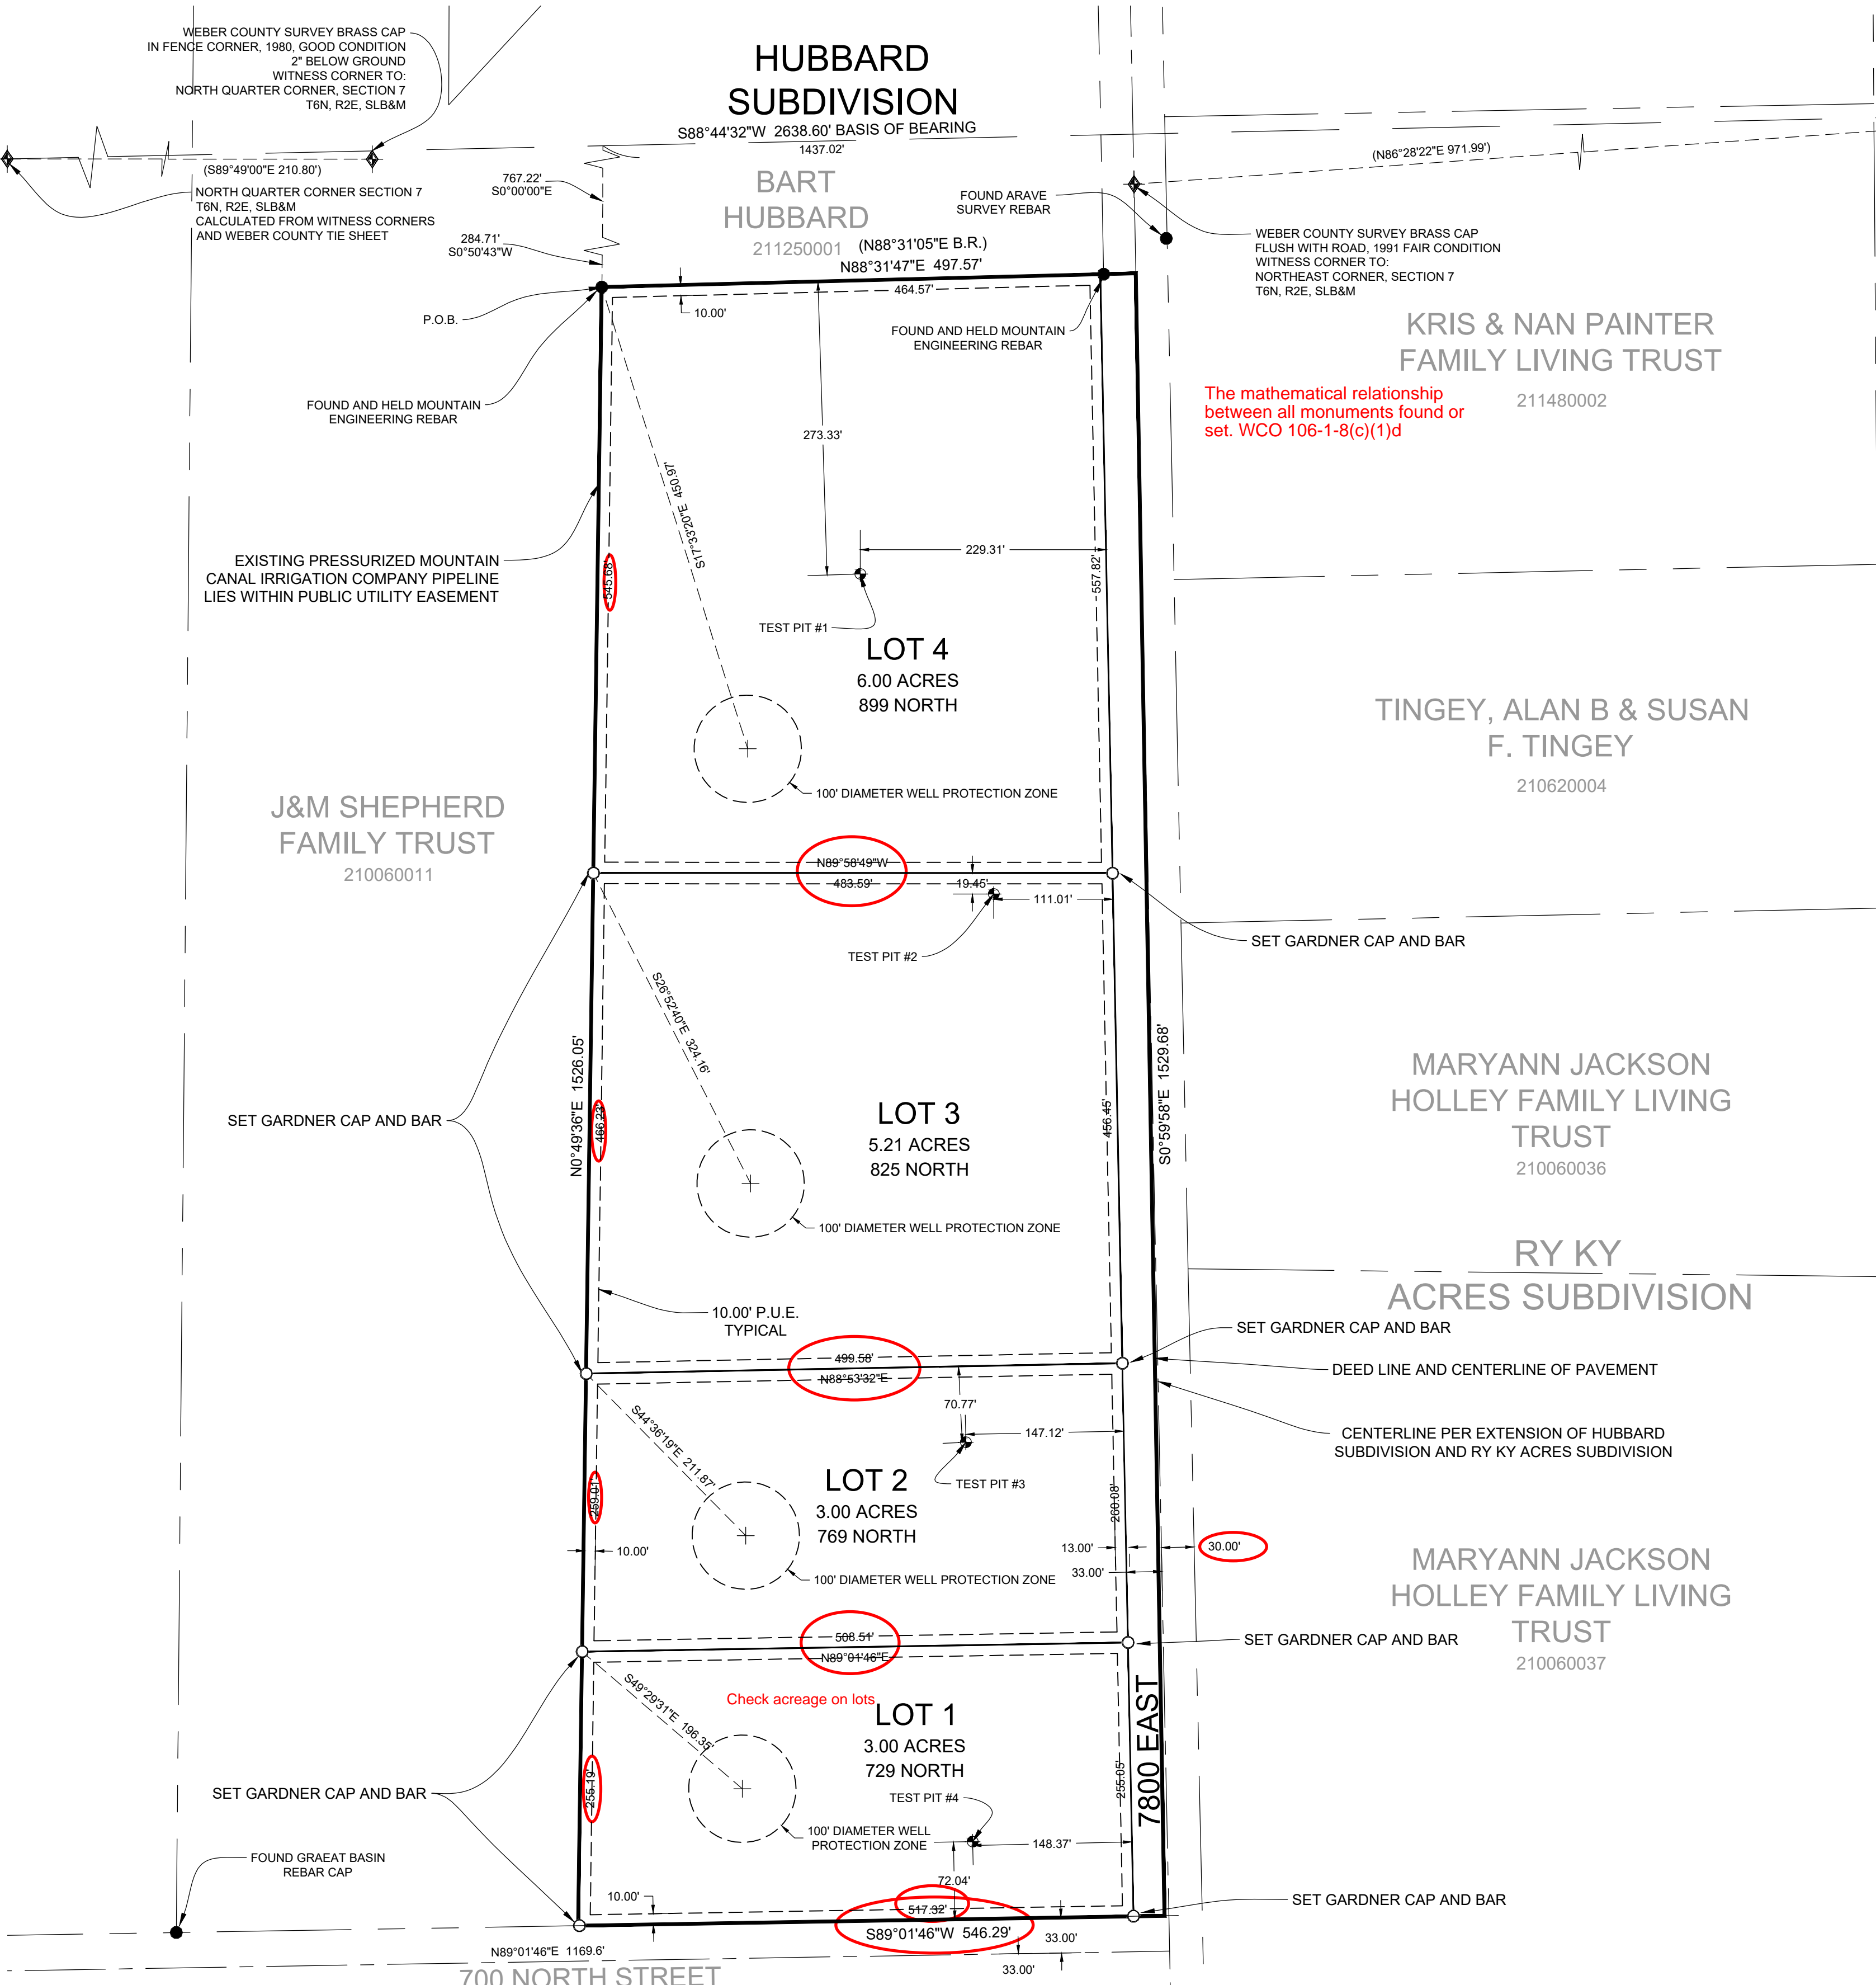 WEBER COUNTY SURVEY BRASS CAP
IN FENCE CORNER, 1980, GOOD CONDITION
2" BELOW GROUND
WITNESS CORNER TO:
NORTH QUARTER CORNER, SECTION 7
T6N, R2E, SLB&M
HUBBARD
SUBDIVISION
S88°44'32"W 2638.60' BASIS OF BEARING
1437.02'
(S89°49'00"E 210.80')
(N86°28'22"E 971.99')
NORTH QUARTER CORNER SECTION 7
T6N, R2E, SLB&M
CALCULATED FROM WITNESS CORNERS
AND WEBER COUNTY TIE SHEET
767.22'
S0°00'00"E
284.71'
S0°50'43"W
BART
HUBBARD
211250001
(N88°31'05"E B.R.)
N88°31'47"E 497.57'
464.57'
10.00'
FOUND ARAVE
SURVEY REBAR
WEBER COUNTY SURVEY BRASS CAP
FLUSH WITH ROAD, 1991 FAIR CONDITION
WITNESS CORNER TO:
NORTHEAST CORNER, SECTION 7
T6N, R2E, SLB&M
P.O.B.
FOUND AND HELD MOUNTAIN
ENGINEERING REBAR
KRIS & NAN PAINTER
FAMILY LIVING TRUST
211480002
The mathematical relationship
between all monuments found or
set. WCO 106-1-8(c)(1)d
FOUND AND HELD MOUNTAIN
ENGINEERING REBAR
273.33'
S17°33'20"E 450.97'
229.31'
545.68'
557.82'
EXISTING PRESSURIZED MOUNTAIN
CANAL IRRIGATION COMPANY PIPELINE
LIES WITHIN PUBLIC UTILITY EASEMENT
TEST PIT #1
LOT 4
6.00 ACRES
899 NORTH
TINGEY, ALAN B & SUSAN
F. TINGEY
210620004
100' DIAMETER WELL PROTECTION ZONE
J&M SHEPHERD
FAMILY TRUST
210060011
N89°58'49"W
483.59'
19.45'
111.01'
SET GARDNER CAP AND BAR
TEST PIT #2
S26°52'40"E 324.16'
N0°49'36"E 1526.05'
466.23'
456.45'
S0°59'58"E 1529.68'
SET GARDNER CAP AND BAR
LOT 3
5.21 ACRES
825 NORTH
MARYANN JACKSON
HOLLEY FAMILY LIVING
TRUST
210060036
100' DIAMETER WELL PROTECTION ZONE
RY KY
ACRES SUBDIVISION
10.00' P.U.E.
TYPICAL
SET GARDNER CAP AND BAR
499.58'
N88°53'32"E
DEED LINE AND CENTERLINE OF PAVEMENT
70.77'
147.12'
CENTERLINE PER EXTENSION OF HUBBARD
SUBDIVISION AND RY KY ACRES SUBDIVISION
S44°36'19"E 211.87'
TEST PIT #3
LOT 2
3.00 ACRES
769 NORTH
259.01'
260.08'
10.00'
13.00'
30.00'
33.00'
100' DIAMETER WELL PROTECTION ZONE
MARYANN JACKSON
HOLLEY FAMILY LIVING
TRUST
210060037
508.51'
N89°01'46"E
SET GARDNER CAP AND BAR
S49°29'31"E 196.35'
Check acreage on lots
LOT 1
3.00 ACRES
729 NORTH
7800 EAST
255.19'
255.05'
SET GARDNER CAP AND BAR
TEST PIT #4
100' DIAMETER WELL
PROTECTION ZONE
148.37'
72.04'
FOUND GRAEAT BASIN
REBAR CAP
10.00'
517.32'
SET GARDNER CAP AND BAR
S89°01'46"W 546.29'
33.00'
N89°01'46"E 1169.6'
33.00'
700 NORTH STREET